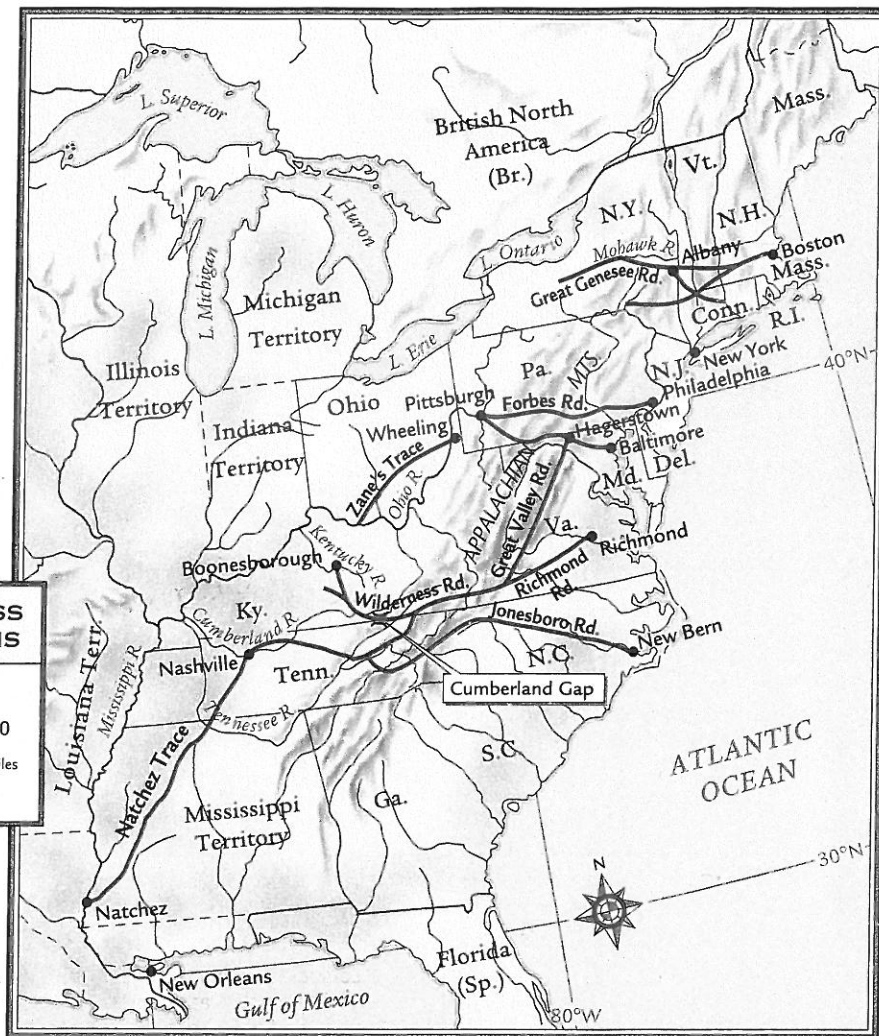 L. Superior
British North
America
(Br.)
Mass.
Vt.
N.Y.
N.H.
L. Huron
L. Ontario
Mohawk R.
Albany
Boston
Mass.
Great Genesee Rd.
Conn.
R.I.
L. Michigan
Michigan
Territory
L. Erie
N.J.
New York
40°N
Illinois
Territory
Pa.
MTS.
Philadelphia
Ohio
Pittsburgh
Forbes Rd.
Indiana
Territory
Wheeling
Hagerstown
Baltimore
Zane's Trace
Ohio R.
APPALACHIAN
Great Valley Rd.
Md.
Del.
Va.
Richmond
Boonesborough
Kentucky R.
Wilderness Rd.
Richmond
Rd.
Ky.
Cumberland R.
Jonesboro Rd.
New Bern
Nashville
Tenn.
N.C.
Cumberland Gap
Louisiana Terr.
Mississippi R.
Tennessee R.
S.C.
Natchez Trace
ATLANTIC
OCEAN
Mississippi
Territory
Ga.
30°N
N
Natchez
New Orleans
Florida
(Sp.)
Gulf of Mexico
80°W